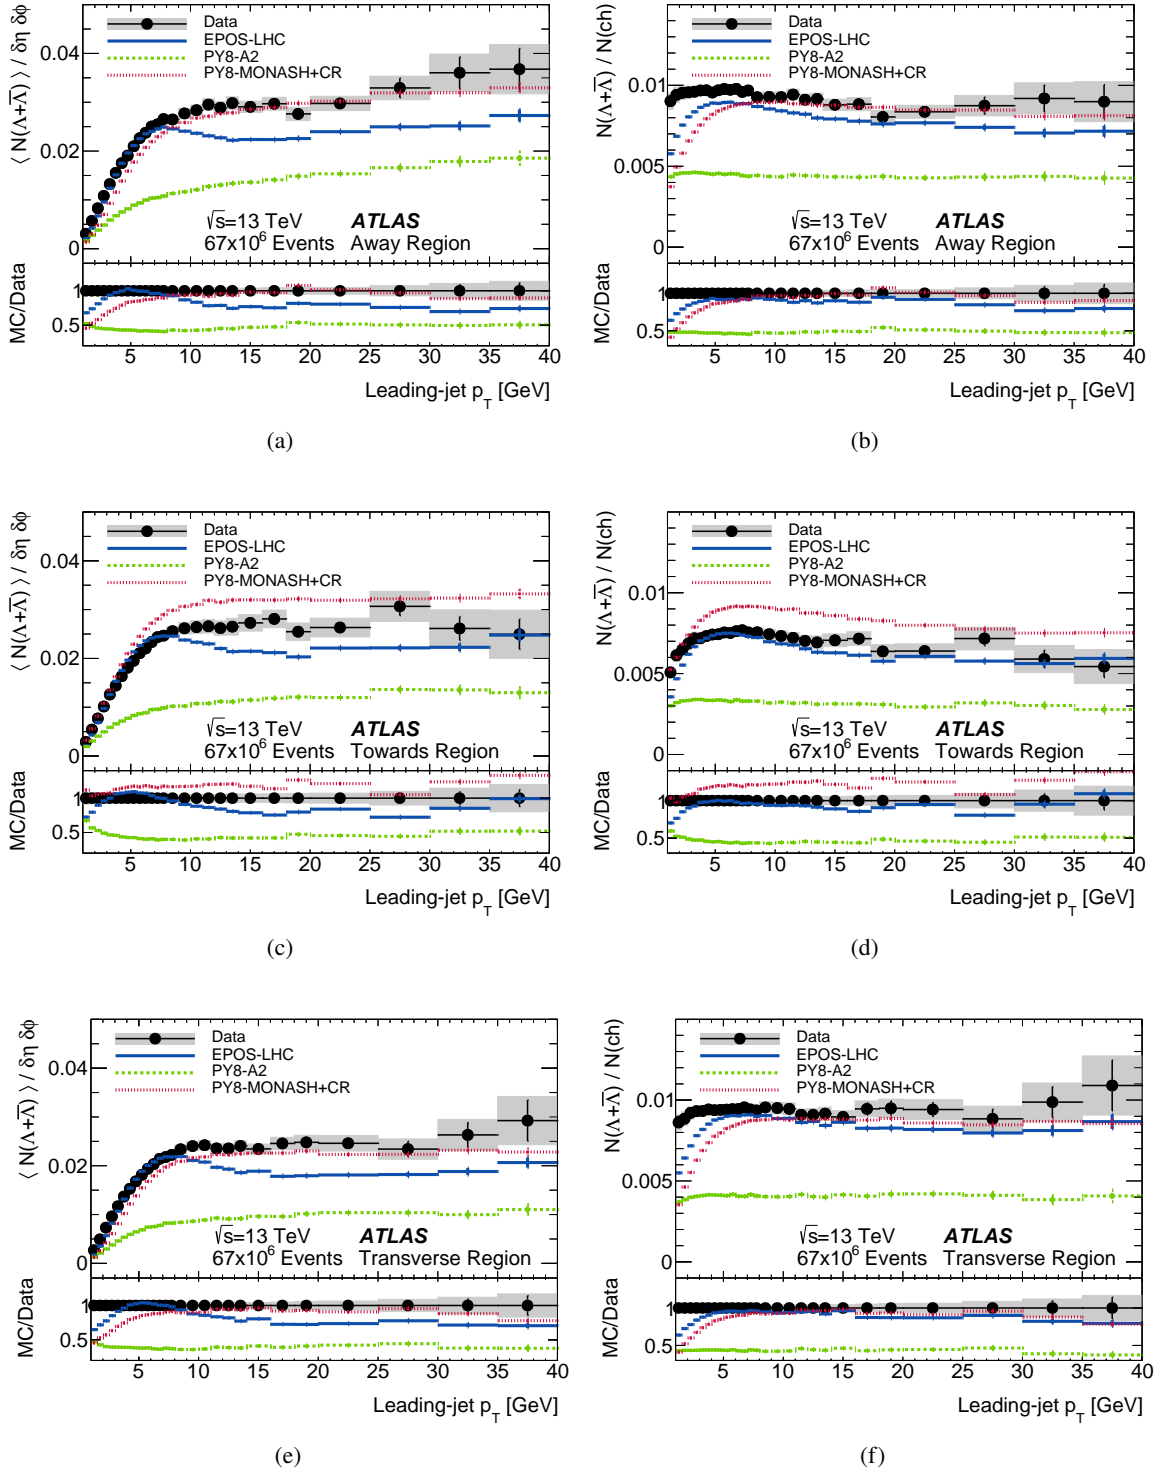 ⟨ N(Λ+Λ̅) ⟩ / δη δϕ
0.04
0.02
0
Data
EPOS-LHC
PY8-A2
PY8-MONASH+CR
√s=13 TeV ATLAS
67x10⁶ Events Away Region
MC/Data
1
0.5
5 10 15 20 25 30 35 40
Leading-jet p_T [GeV]
(a)
N(Λ+Λ̅) / N(ch)
0.01
0.005
0
Data
EPOS-LHC
PY8-A2
PY8-MONASH+CR
√s=13 TeV ATLAS
67x10⁶ Events Away Region
MC/Data
1
0.5
5 10 15 20 25 30 35 40
Leading-jet p_T [GeV]
(b)
⟨ N(Λ+Λ̅) ⟩ / δη δϕ
0.04
0.02
0
Data
EPOS-LHC
PY8-A2
PY8-MONASH+CR
√s=13 TeV ATLAS
67x10⁶ Events Towards Region
MC/Data
1
0.5
5 10 15 20 25 30 35 40
Leading-jet p_T [GeV]
(c)
N(Λ+Λ̅) / N(ch)
0.01
0.005
0
Data
EPOS-LHC
PY8-A2
PY8-MONASH+CR
√s=13 TeV ATLAS
67x10⁶ Events Towards Region
MC/Data
1
0.5
5 10 15 20 25 30 35 40
Leading-jet p_T [GeV]
(d)
⟨ N(Λ+Λ̅) ⟩ / δη δϕ
0.04
0.02
0
Data
EPOS-LHC
PY8-A2
PY8-MONASH+CR
√s=13 TeV ATLAS
67x10⁶ Events Transverse Region
MC/Data
1
0.5
5 10 15 20 25 30 35 40
Leading-jet p_T [GeV]
(e)
N(Λ+Λ̅) / N(ch)
0.01
0.005
0
Data
EPOS-LHC
PY8-A2
PY8-MONASH+CR
√s=13 TeV ATLAS
67x10⁶ Events Transverse Region
MC/Data
1
0.5
5 10 15 20 25 30 35 40
Leading-jet p_T [GeV]
(f)